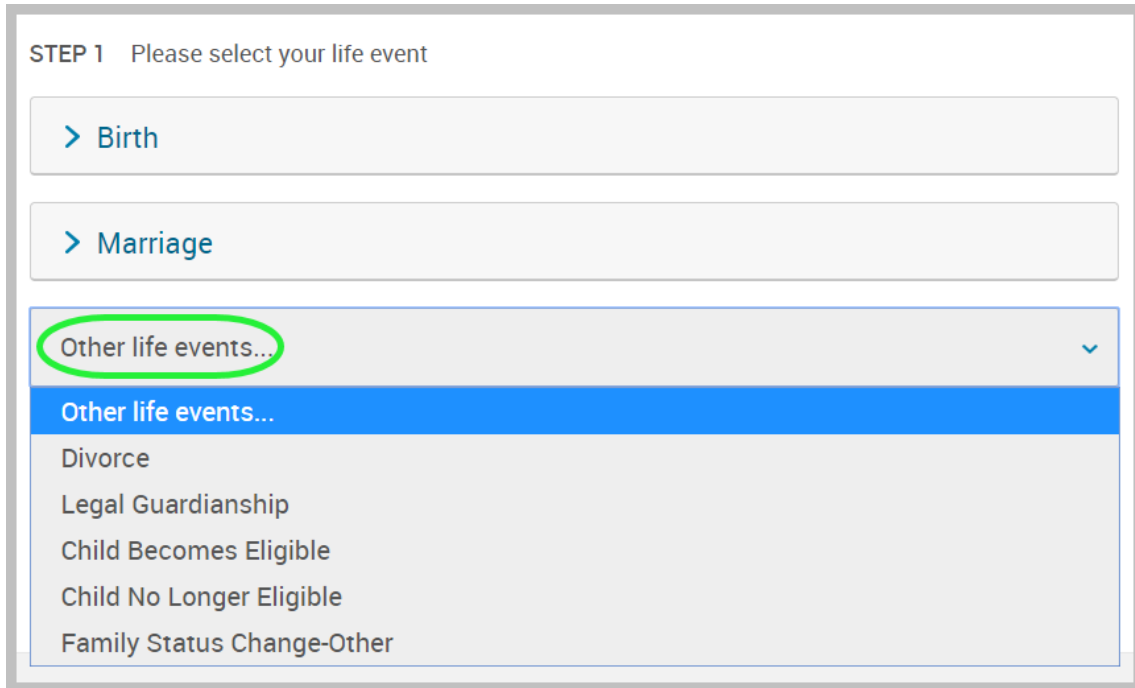 STEP 1 Please select your life event
Birth
Marriage
Other life events...
Other life events...
Divorce
Legal Guardianship
Child Becomes Eligible
Child No Longer Eligible
Family Status Change-Other